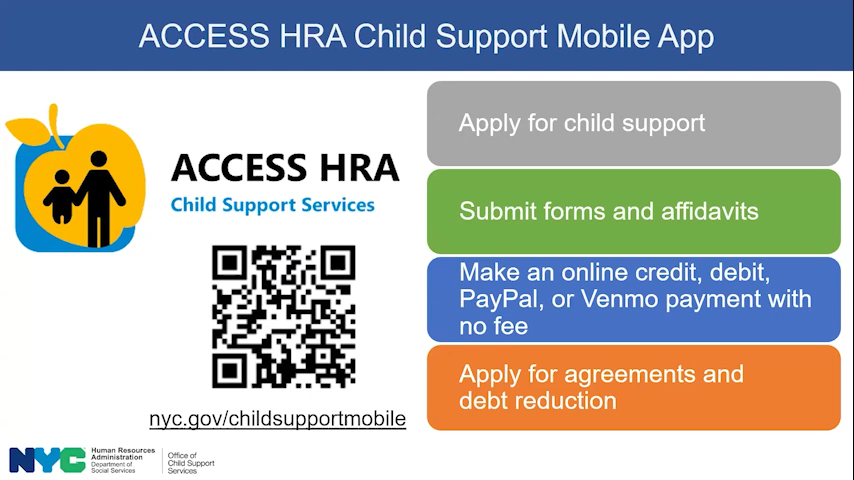 ACCESS HRA Child Support Mobile App
ACCESS HRA
Child Support Services
nyc.gov/childsupportmobile
Apply for child support
Submit forms and affidavits
Make an online credit, debit,
PayPal, or Venmo payment with
no fee
Apply for agreements and
debt reduction
NYC
Human Resources
Administration
Department of
Social Services
Office of
Child Support
Services